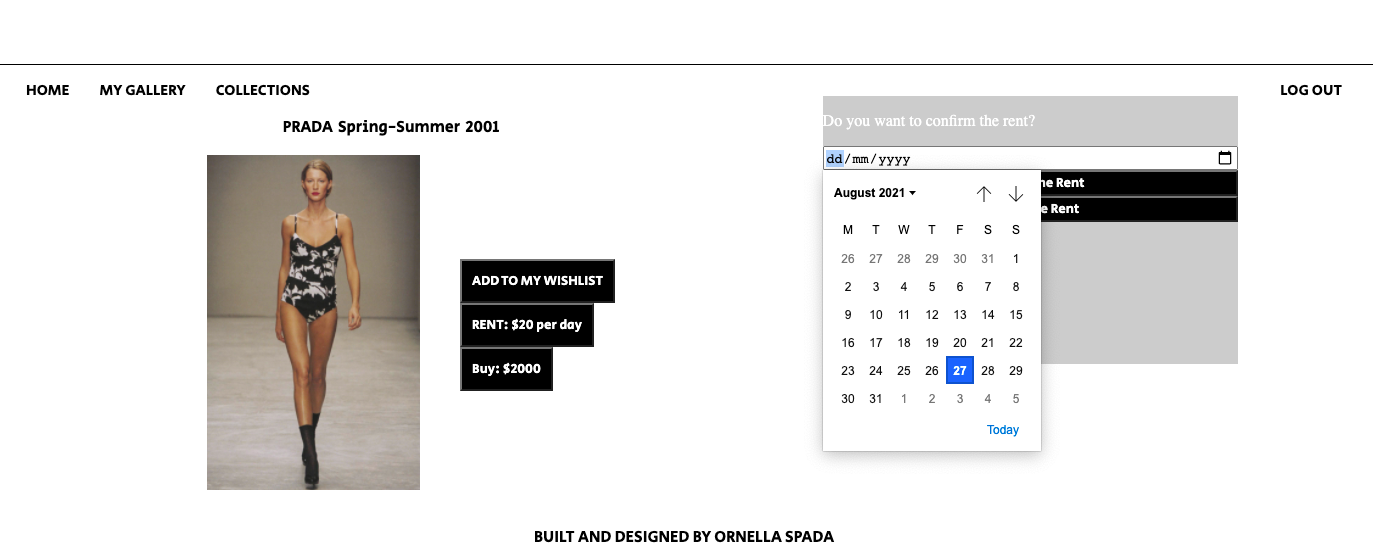 HOME MY GALLERY COLLECTIONS LOG OUT
PRADA Spring-Summer 2001
ADD TO MY WISHLIST
RENT: $20 per day
Buy: $2000
Do you want to confirm the rent?
dd/mm/yyyy
Rent
Rent
August 2021
M T W T F S S
26 27 28 29 30 31 1
2 3 4 5 6 7 8
9 10 11 12 13 14 15
16 17 18 19 20 21 22
23 24 25 26 27 28 29
30 31 1 2 3 4 5
Today
BUILT AND DESIGNED BY ORNELLA SPADA